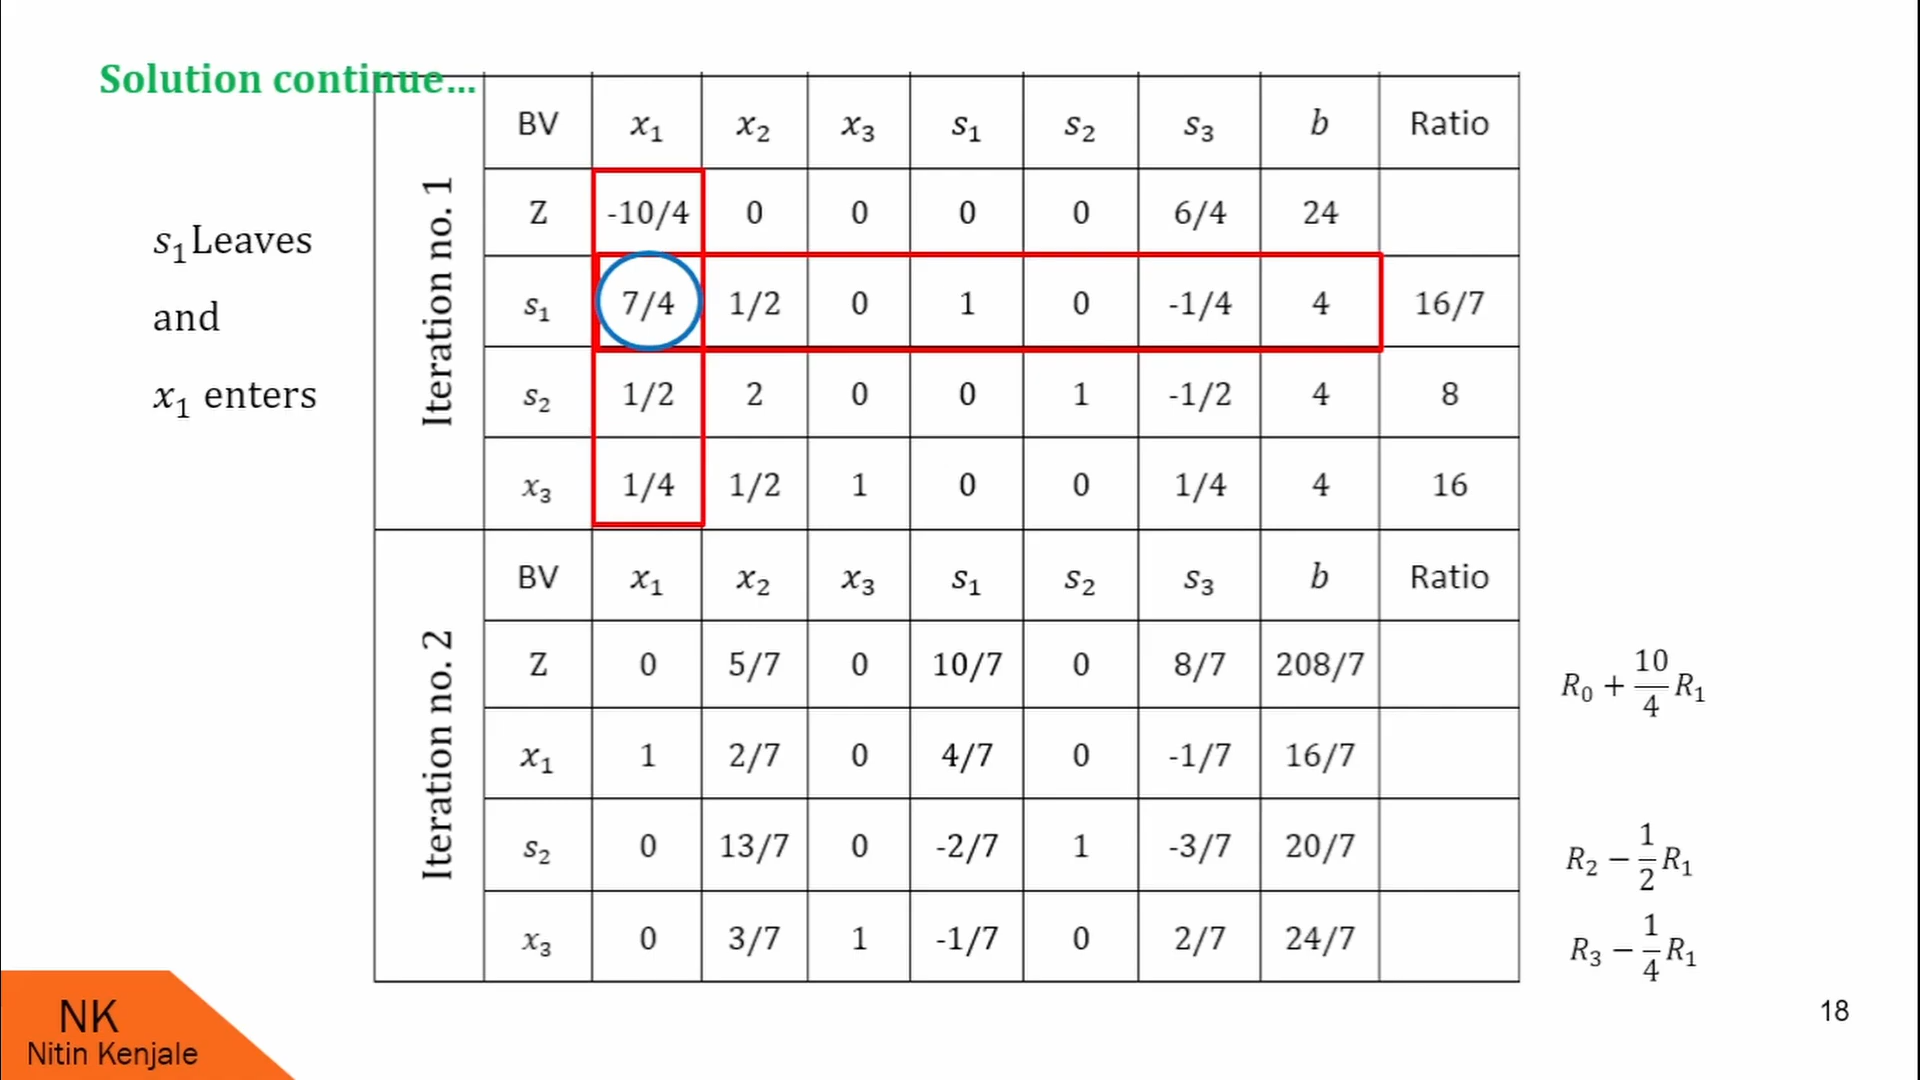 Solution continue...
s₁ Leaves
and
x₁ enters
Iteration no. 1
BV x₁ x₂ x₃ s₁ s₂ s₃ b Ratio
Z -10/4 0 0 0 0 6/4 24
s₁ 7/4 1/2 0 1 0 -1/4 4 16/7
s₂ 1/2 2 0 0 1 -1/2 4 8
x₃ 1/4 1/2 1 0 0 1/4 4 16
Iteration no. 2
BV x₁ x₂ x₃ s₁ s₂ s₃ b Ratio
Z 0 5/7 0 10/7 0 8/7 208/7
R₀ + 10/4 R₁
x₁ 1 2/7 0 4/7 0 -1/7 16/7
s₂ 0 13/7 0 -2/7 1 -3/7 20/7
R₂ − 1/2 R₁
x₃ 0 3/7 1 -1/7 0 2/7 24/7
R₃ − 1/4 R₁
NK
Nitin Kenjale
18